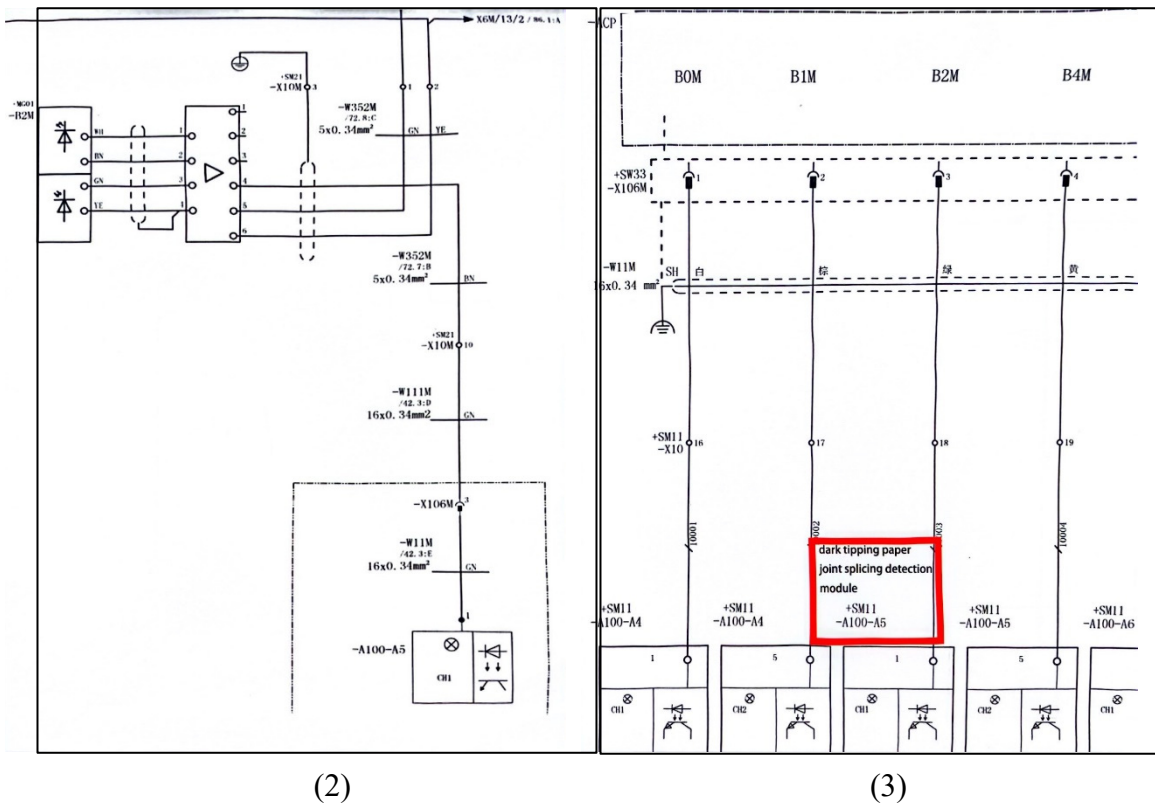 X6M/13/2 / 86.1:A
+SM21
-X10M
3
1
2
-W352M
/72.8:C
5x0.34mm²
GN
YE
+MG01
-B2M
WH
BN
GN
YE
1
2
3
4
1
2
3
4
5
6
-W352M
/72.7:B
5x0.34mm²
BN
+SM21
-X10M
10
-W111M
/42.3:D
16x0.34mm2
GN
-X106M
3
-W11M
/42.3:E
16x0.34mm²
GN
1
-A100-A5
CH1
(2)
-ACP
B0M
B1M
B2M
B4M
+SW33
-X106M
1
2
3
4
-W11M
16x0.34 mm²
SH
白
棕
绿
黄
+SM11
-X10
16
17
18
19
10001
002
003
10004
dark tipping paper
joint splicing detection
module
+SM11
-A100-A4
+SM11
-A100-A4
+SM11
-A100-A5
+SM11
-A100-A5
+SM11
-A100-A6
1
5
1
5
CH1
CH2
CH1
CH2
CH1
(3)